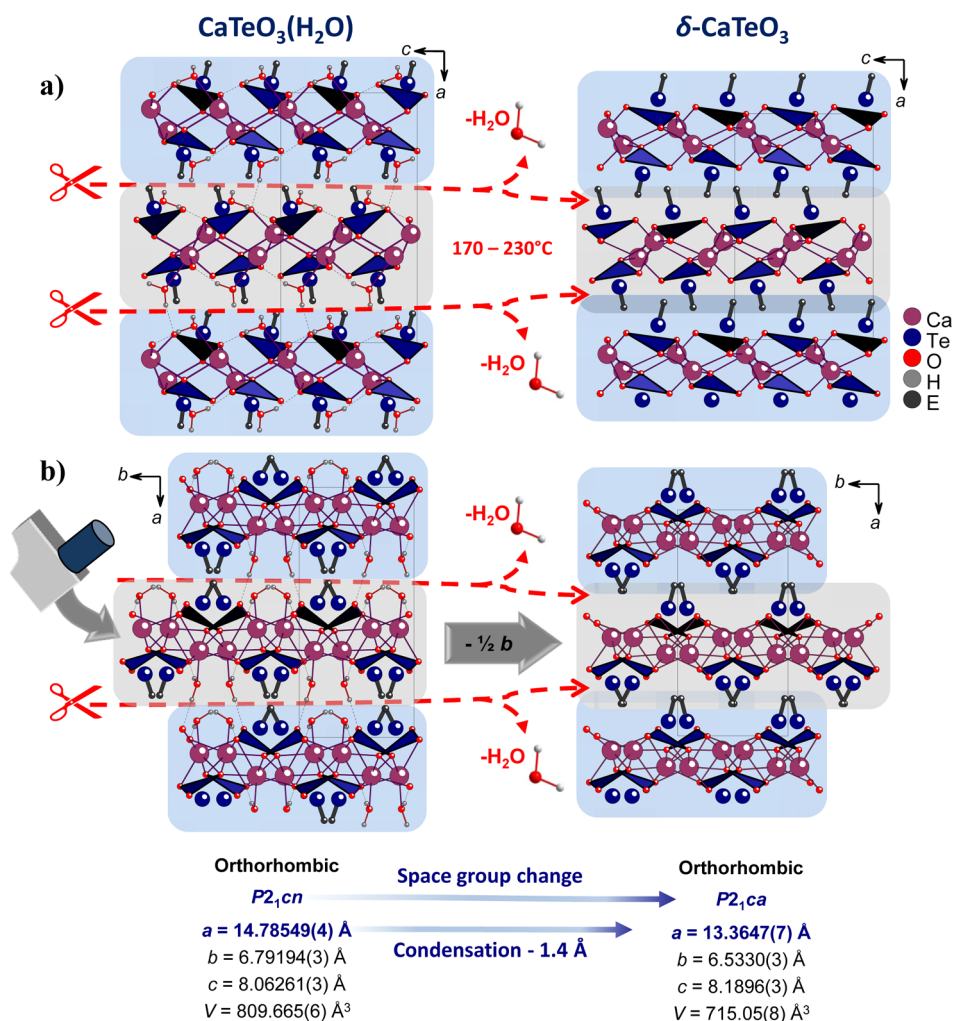 CaTeO₃(H₂O)
δ-CaTeO₃
a)
c
a
c
a
-H₂O
170 – 230°C
-H₂O
Ca
Te
O
H
E
b)
b
a
b
a
-H₂O
- ½ b
-H₂O
Orthorhombic
Orthorhombic
P2₁cn
Space group change
P2₁ca
a = 14.78549(4) Å
Condensation - 1.4 Å
a = 13.3647(7) Å
b = 6.79194(3) Å
b = 6.5330(3) Å
c = 8.06261(3) Å
c = 8.1896(3) Å
V = 809.665(6) Å³
V = 715.05(8) Å³